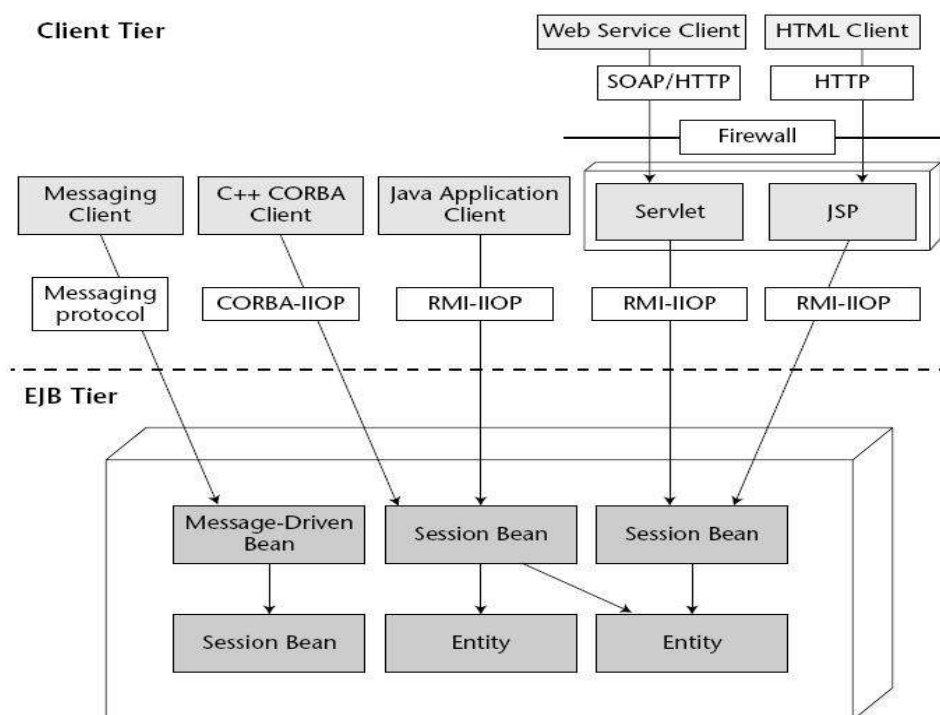 Client Tier
Web Service Client
HTML Client
SOAP/HTTP
HTTP
Firewall
Messaging
Client
C++ CORBA
Client
Java Application
Client
Servlet
JSP
Messaging
protocol
CORBA-IIOP
RMI-IIOP
RMI-IIOP
RMI-IIOP
EJB Tier
Message-Driven
Bean
Session Bean
Session Bean
Session Bean
Entity
Entity